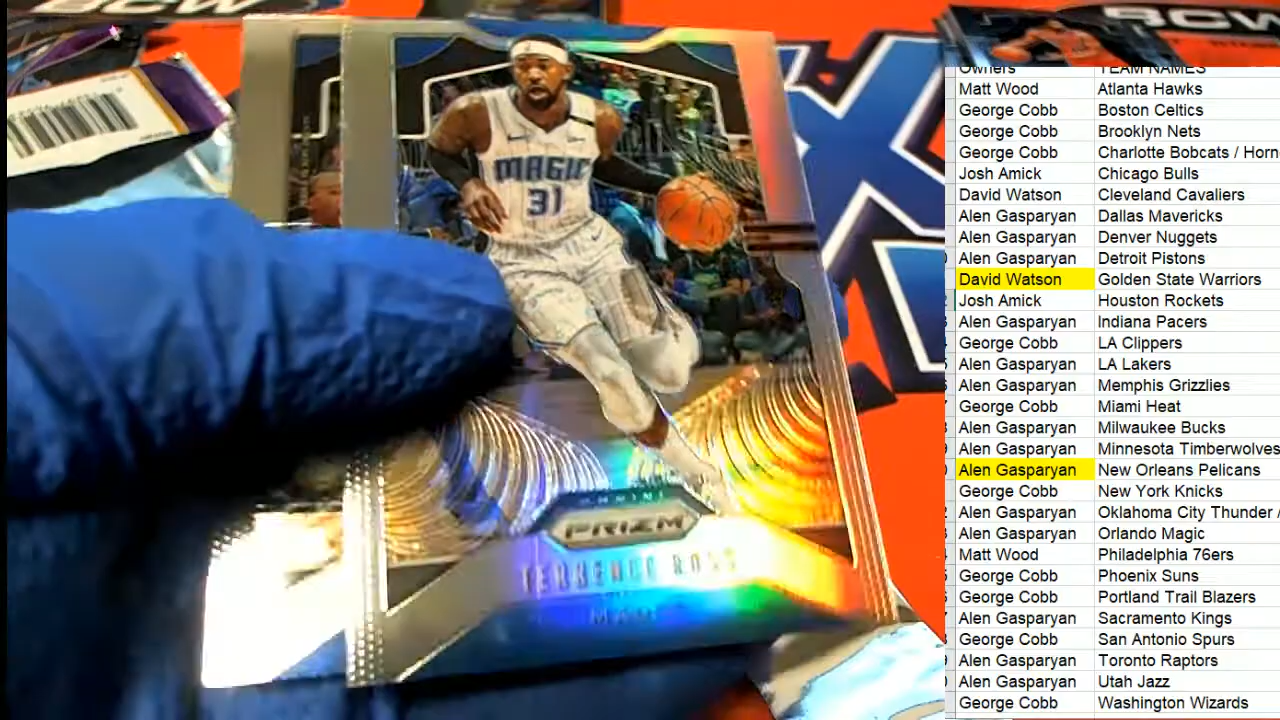 BCW
BCW
MAGIC
31
PANINI
PRIZM
TERRENCE ROSS
MAGIC
Owners TEAM NAMES
Matt Wood Atlanta Hawks
George Cobb Boston Celtics
George Cobb Brooklyn Nets
George Cobb Charlotte Bobcats / Horn
Josh Amick Chicago Bulls
David Watson Cleveland Cavaliers
Alen Gasparyan Dallas Mavericks
Alen Gasparyan Denver Nuggets
Alen Gasparyan Detroit Pistons
David Watson Golden State Warriors
Josh Amick Houston Rockets
Alen Gasparyan Indiana Pacers
George Cobb LA Clippers
Alen Gasparyan LA Lakers
Alen Gasparyan Memphis Grizzlies
George Cobb Miami Heat
Alen Gasparyan Milwaukee Bucks
Alen Gasparyan Minnesota Timberwolves
Alen Gasparyan New Orleans Pelicans
George Cobb New York Knicks
Alen Gasparyan Oklahoma City Thunder /
Alen Gasparyan Orlando Magic
Matt Wood Philadelphia 76ers
George Cobb Phoenix Suns
George Cobb Portland Trail Blazers
Alen Gasparyan Sacramento Kings
George Cobb San Antonio Spurs
Alen Gasparyan Toronto Raptors
Alen Gasparyan Utah Jazz
George Cobb Washington Wizards